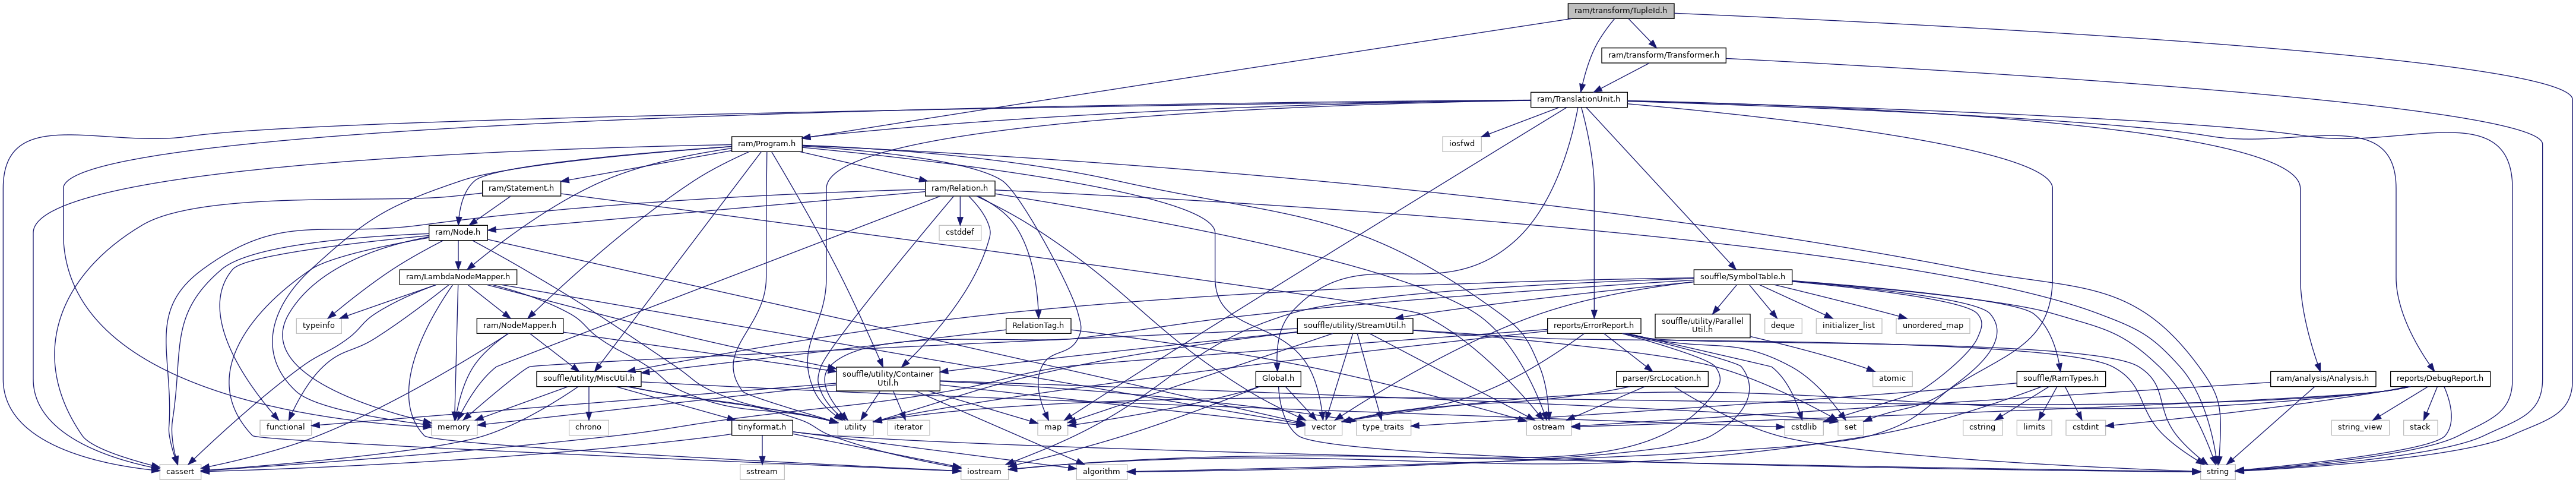 ram/transform/TupleId.h
ram/transform/Transformer.h
ram/TranslationUnit.h
ram/Program.h
iosfwd
ram/Statement.h
ram/Relation.h
ram/Node.h
cstddef
ram/LambdaNodeMapper.h
souffle/SymbolTable.h
typeinfo
ram/NodeMapper.h
RelationTag.h
souffle/utility/StreamUtil.h
reports/ErrorReport.h
souffle/utility/Parallel
Util.h
deque
initializer_list
unordered_map
souffle/utility/MiscUtil.h
souffle/utility/Container
Util.h
Global.h
parser/SrcLocation.h
atomic
souffle/RamTypes.h
ram/analysis/Analysis.h
reports/DebugReport.h
functional
memory
chrono
tinyformat.h
utility
iterator
map
vector
type_traits
ostream
cstdlib
set
cstring
limits
cstdint
string_view
stack
cassert
sstream
iostream
algorithm
string